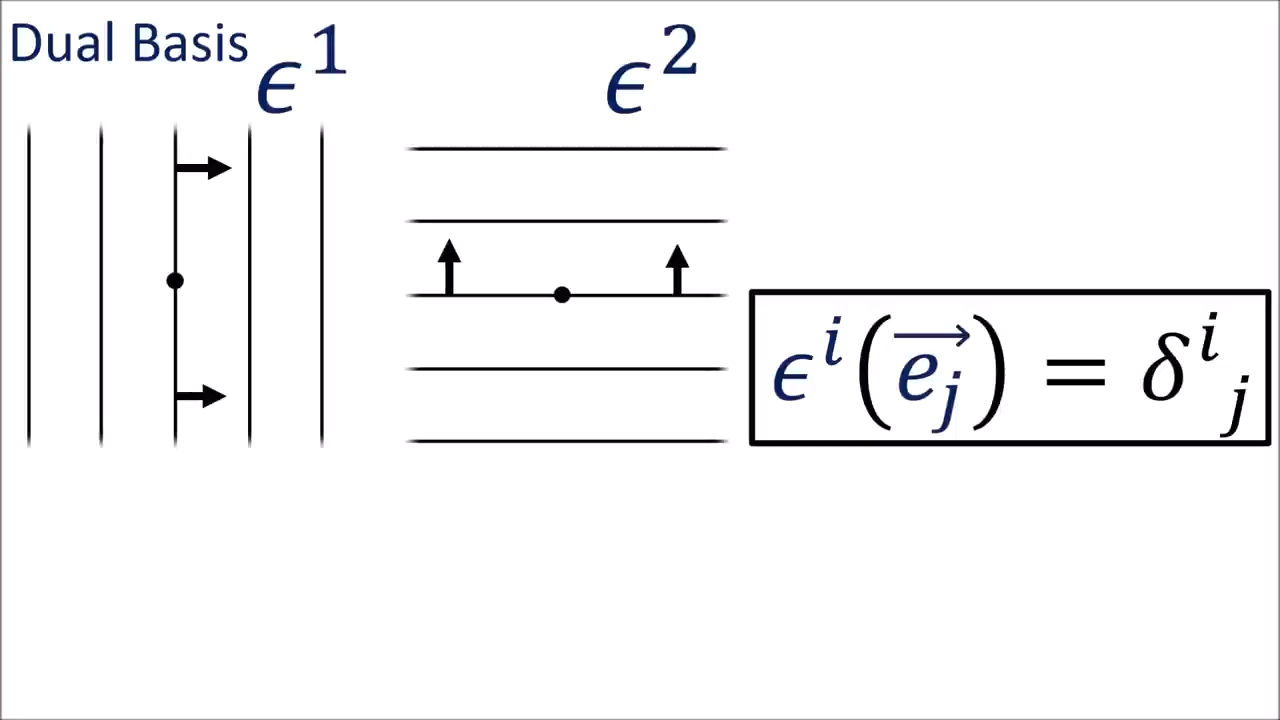 Dual Basis
ϵ¹ ϵ²
ϵⁱ(e⃗ⱼ) = δⁱⱼ